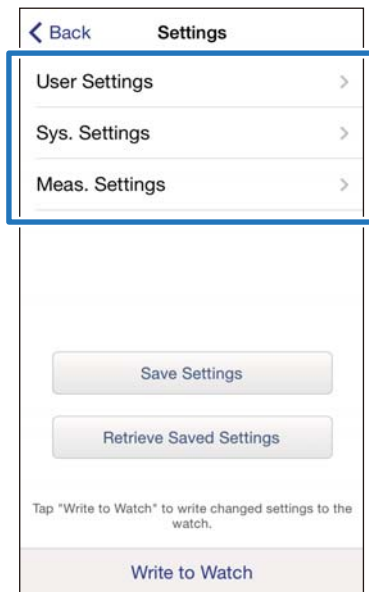 Back Settings
User Settings
Sys. Settings
Meas. Settings
Save Settings
Retrieve Saved Settings
Tap "Write to Watch" to write changed settings to the
watch.
Write to Watch